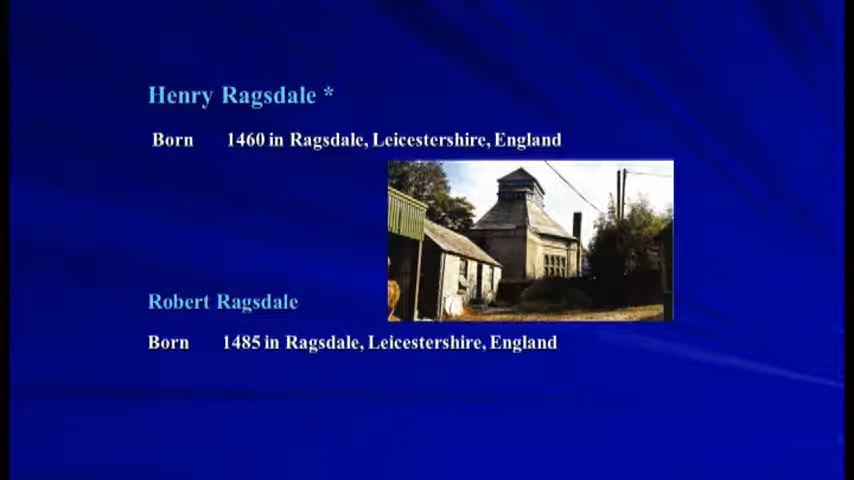 Henry Ragsdale *
Born 1460 in Ragsdale, Leicestershire, England
Robert Ragsdale
Born 1485 in Ragsdale, Leicestershire, England